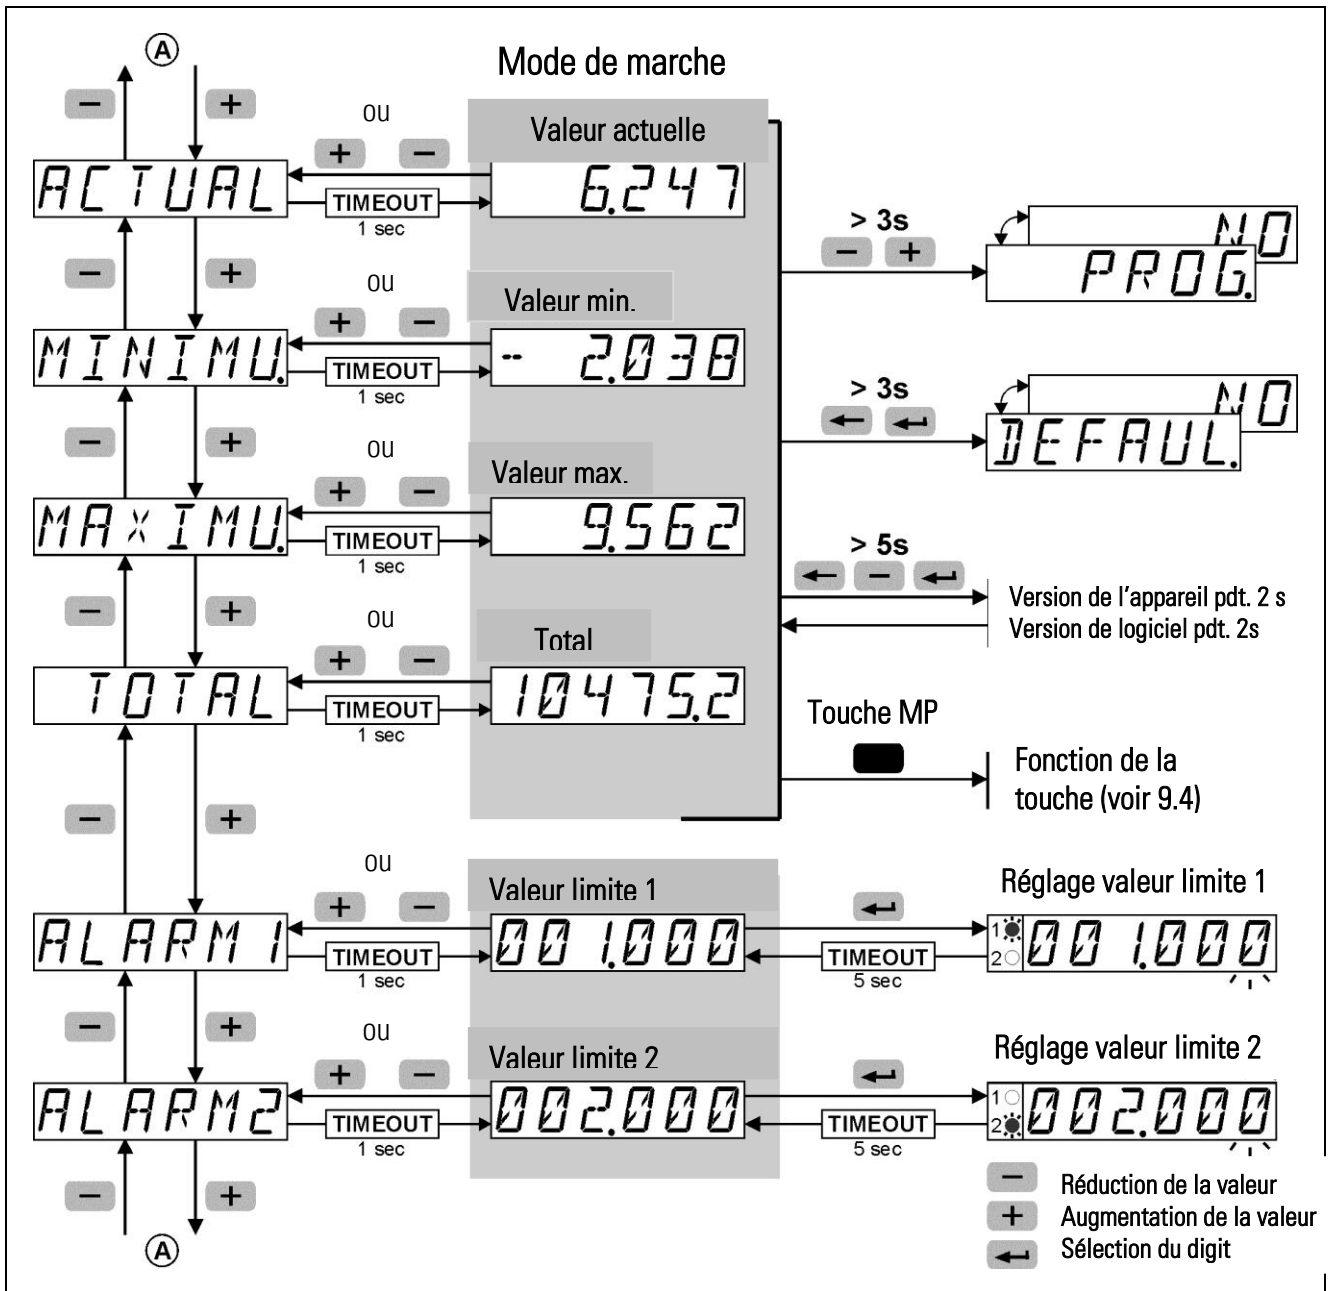 A
Mode de marche
− + ou
+ − Valeur actuelle
ACTUAL TIMEOUT 6.247
1 sec
> 3s
− + NO
PROG.
− + ou
+ − Valeur min.
MINIMU. TIMEOUT - 2.038
1 sec
> 3s
NO
DEFAUL.
− + ou
+ − Valeur max.
MAXIMU. TIMEOUT 9.562
1 sec
> 5s
−
Version de l'appareil pdt. 2 s
Version de logiciel pdt. 2s
− + ou
+ − Total
TOTAL TIMEOUT 10475.2
1 sec
Touche MP
Fonction de la
touche (voir 9.4)
− + ou
+ − Valeur limite 1
Réglage valeur limite 1
ALARM1 TIMEOUT 001.000 TIMEOUT 1 2 001.000
1 sec 5 sec
− + ou
+ − Valeur limite 2
Réglage valeur limite 2
ALARM2 TIMEOUT 002.000 TIMEOUT 1 2 002.000
1 sec 5 sec
− +
− Réduction de la valeur
+ Augmentation de la valeur
Sélection du digit
A